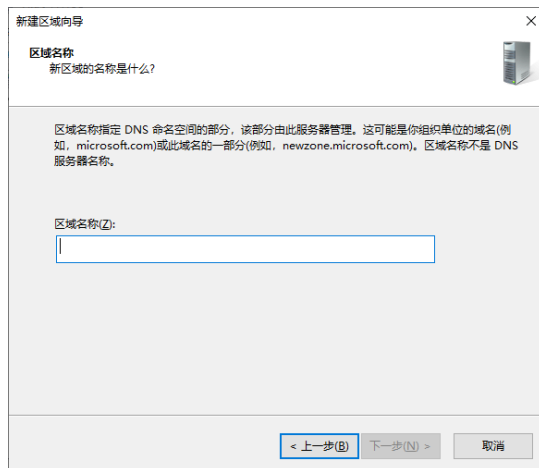 新建区域向导
区域名称
新区域的名称是什么?
区域名称指定 DNS 命名空间的部分，该部分由此服务器管理。这可能是你组织单位的域名(例
如，microsoft.com)或此域名的一部分(例如，newzone.microsoft.com)。区域名称不是 DNS
服务器名称。
区域名称(Z):
< 上一步(B)
下一步(N) >
取消